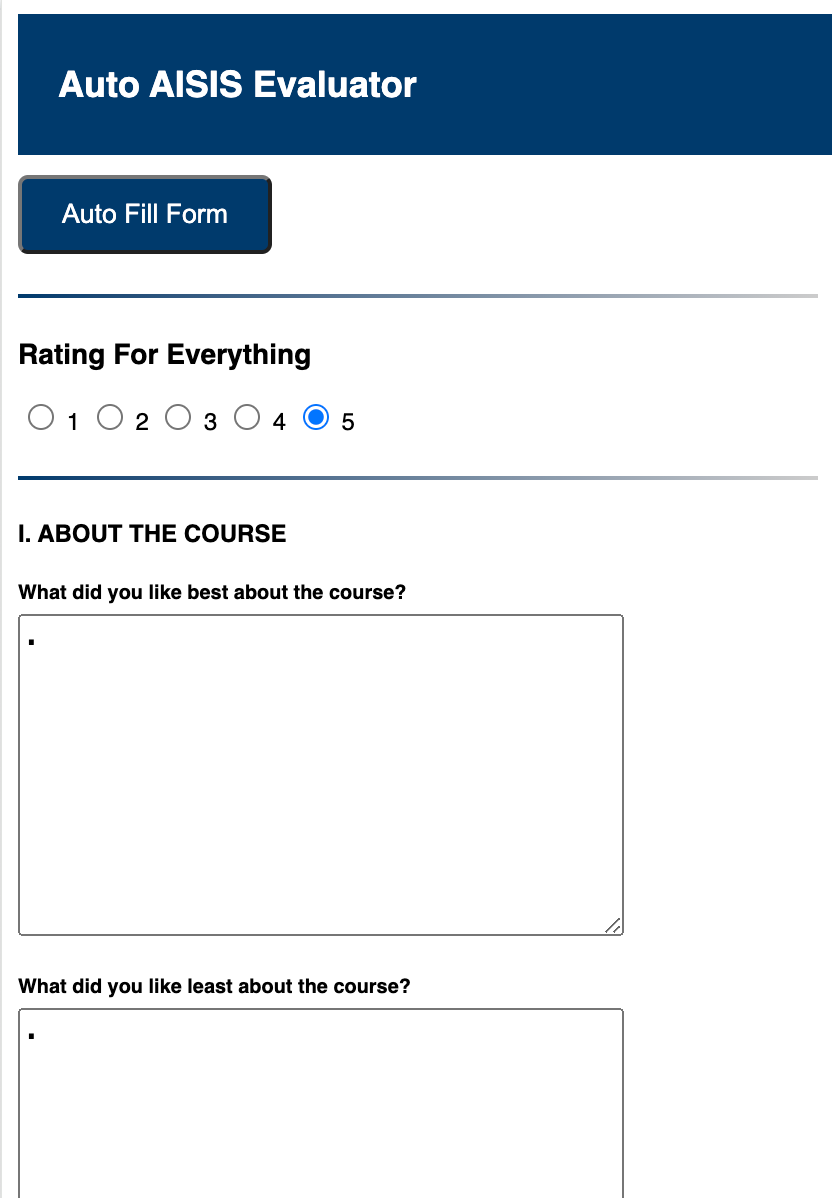 Auto AISIS Evaluator
Auto Fill Form
Rating For Everything
1 2 3 4 5
I. ABOUT THE COURSE
What did you like best about the course?
.
What did you like least about the course?
.